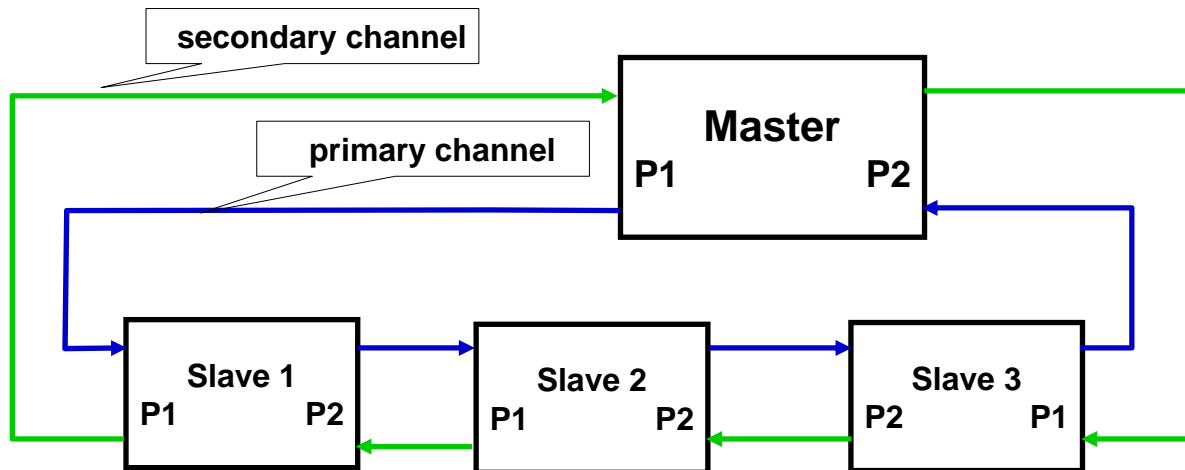 secondary channel
Master
primary channel
P1
P2
Slave 1
P1
P2
Slave 2
P1
P2
Slave 3
P2
P1